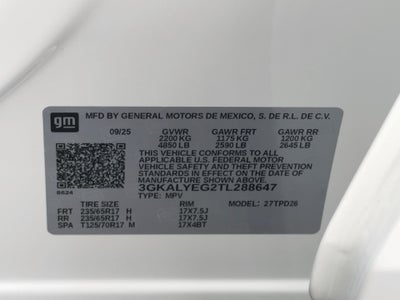 gm
MFD BY GENERAL MOTORS DE MEXICO, S. DE R.L. DE C.V.
09/25 GVWR GAWR FRT GAWR RR
2200 KG 1175 KG 1200 KG
4850 LB 2590 LB 2645 LB
THIS VEHICLE CONFORMS TO ALL
APPLICABLE U.S. FEDERAL MOTOR
VEHICLE SAFETY AND THEFT PREVENTION
STANDARDS IN EFFECT ON THE DATE OF
MANUFACTURE SHOWN ABOVE.
3GKALYEG2TL288647
8624 TYPE: MPV
TIRE SIZE RIM MODEL: 27TPD26
FRT 235/65R17 H 17X7.5J
RR 235/65R17 H 17X7.5J
SPA T125/70R17 M 17X4BT